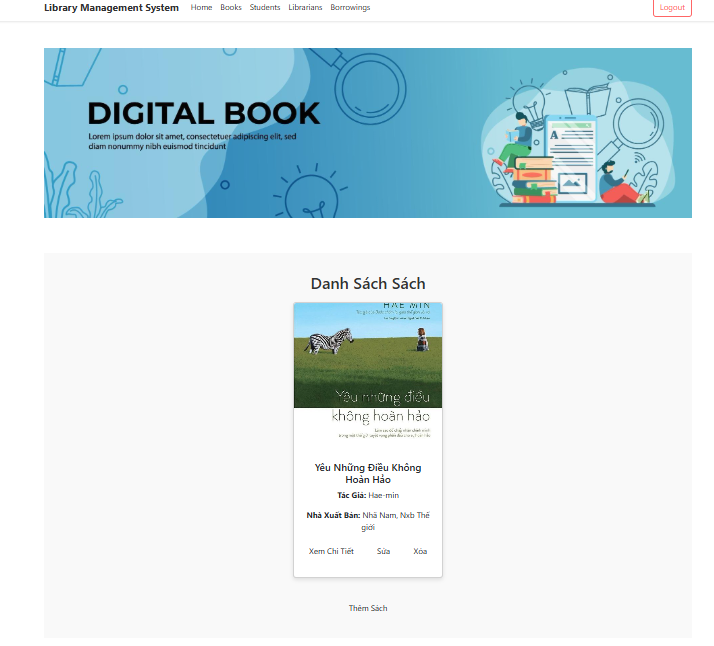 Library Management System Home Books Students Librarians Borrowings Logout
DIGITAL BOOK
Lorem ipsum dolor sit amet, consectetuer adipiscing elit, sed
diam nonummy nibh euismod tincidunt
A
Danh Sách Sách
HAE MIN
Yêu những điều
không hoàn hảo
Yêu Những Điều Không
Hoàn Hảo
Tác Giả: Hae-min
Nhà Xuất Bản: Nhã Nam, Nxb Thế
giới
Xem Chi Tiết Sửa Xóa
Thêm Sách